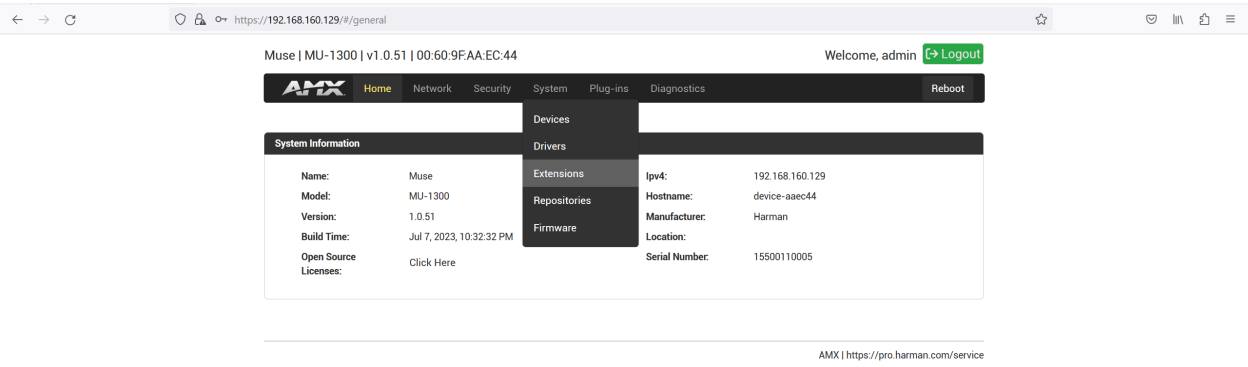 https://192.168.160.129/#/general
Muse | MU-1300 | v1.0.51 | 00:60:9F:AA:EC:44
Welcome, admin Logout
AMX Home Network Security System Plug-ins Diagnostics Reboot
Devices
Drivers
Extensions
Repositories
Firmware
System Information
Name: Muse
Model: MU-1300
Version: 1.0.51
Build Time: Jul 7, 2023, 10:32:32 PM
Open Source Licenses: Click Here
Ipv4: 192.168.160.129
Hostname: device-aaec44
Manufacturer: Harman
Location:
Serial Number: 15500110005
AMX | https://pro.harman.com/service